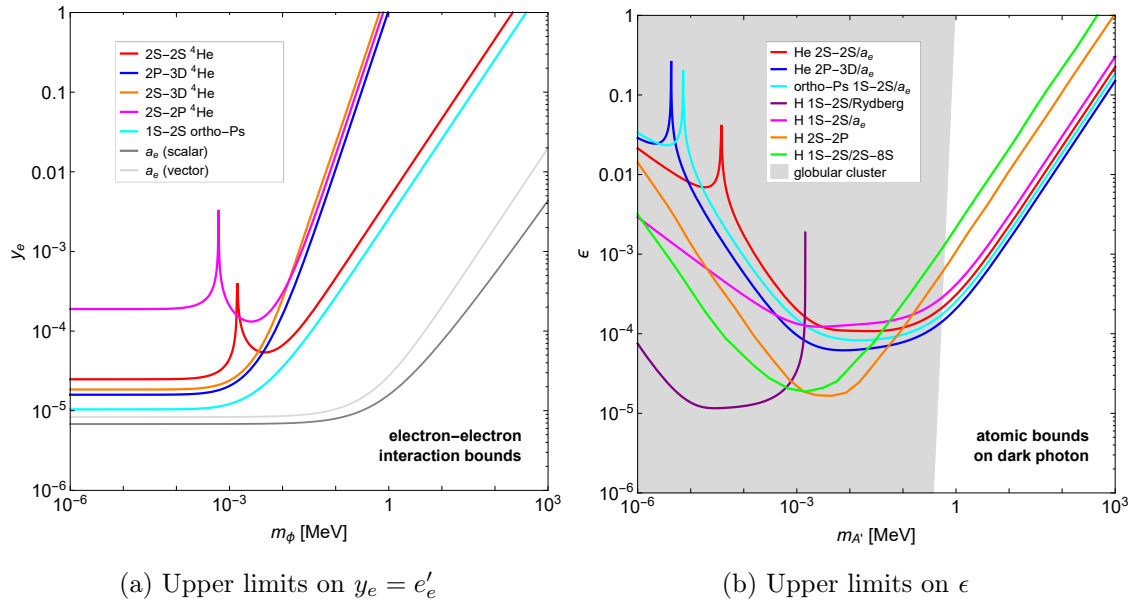 1
0.1
0.01
10⁻³
10⁻⁴
10⁻⁵
10⁻⁶
y_e
2S−2S ⁴He
2P−3D ⁴He
2S−3D ⁴He
2S−2P ⁴He
1S−2S ortho−Ps
a_e (scalar)
a_e (vector)
electron−electron
interaction bounds
10⁻⁶
10⁻³
1
10³
m_ϕ [MeV]
(a) Upper limits on y_e = e′_e
1
0.1
0.01
10⁻³
10⁻⁴
10⁻⁵
10⁻⁶
ϵ
He 2S−2S/a_e
He 2P−3D/a_e
ortho−Ps 1S−2S/a_e
H 1S−2S/Rydberg
H 1S−2S/a_e
H 2S−2P
H 1S−2S/2S−8S
globular cluster
atomic bounds
on dark photon
10⁻⁶
10⁻³
1
10³
m_A' [MeV]
(b) Upper limits on ϵ